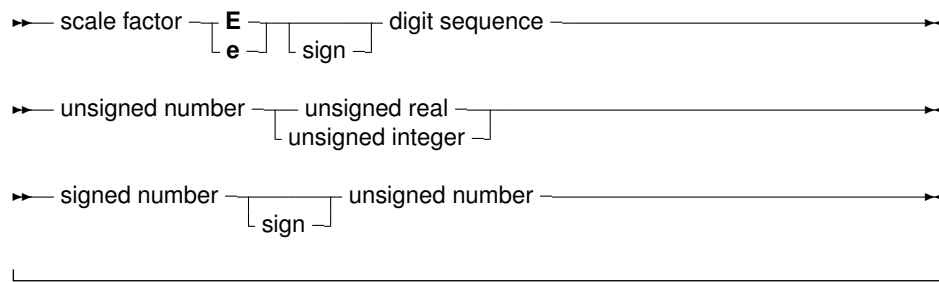 scale factor E digit sequence
e sign
unsigned number unsigned real
unsigned integer
signed number unsigned number
sign